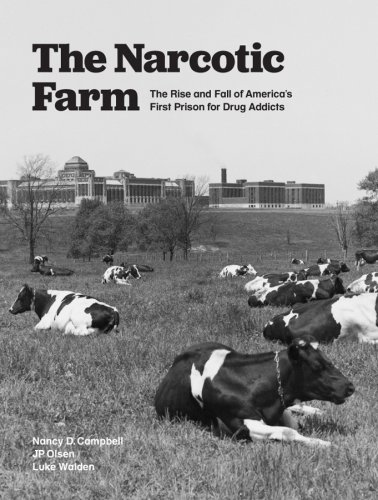 The Narcotic
Farm
The Rise and Fall of America's
First Prison for Drug Addicts
Nancy D. Campbell
JP Olsen
Luke Walden